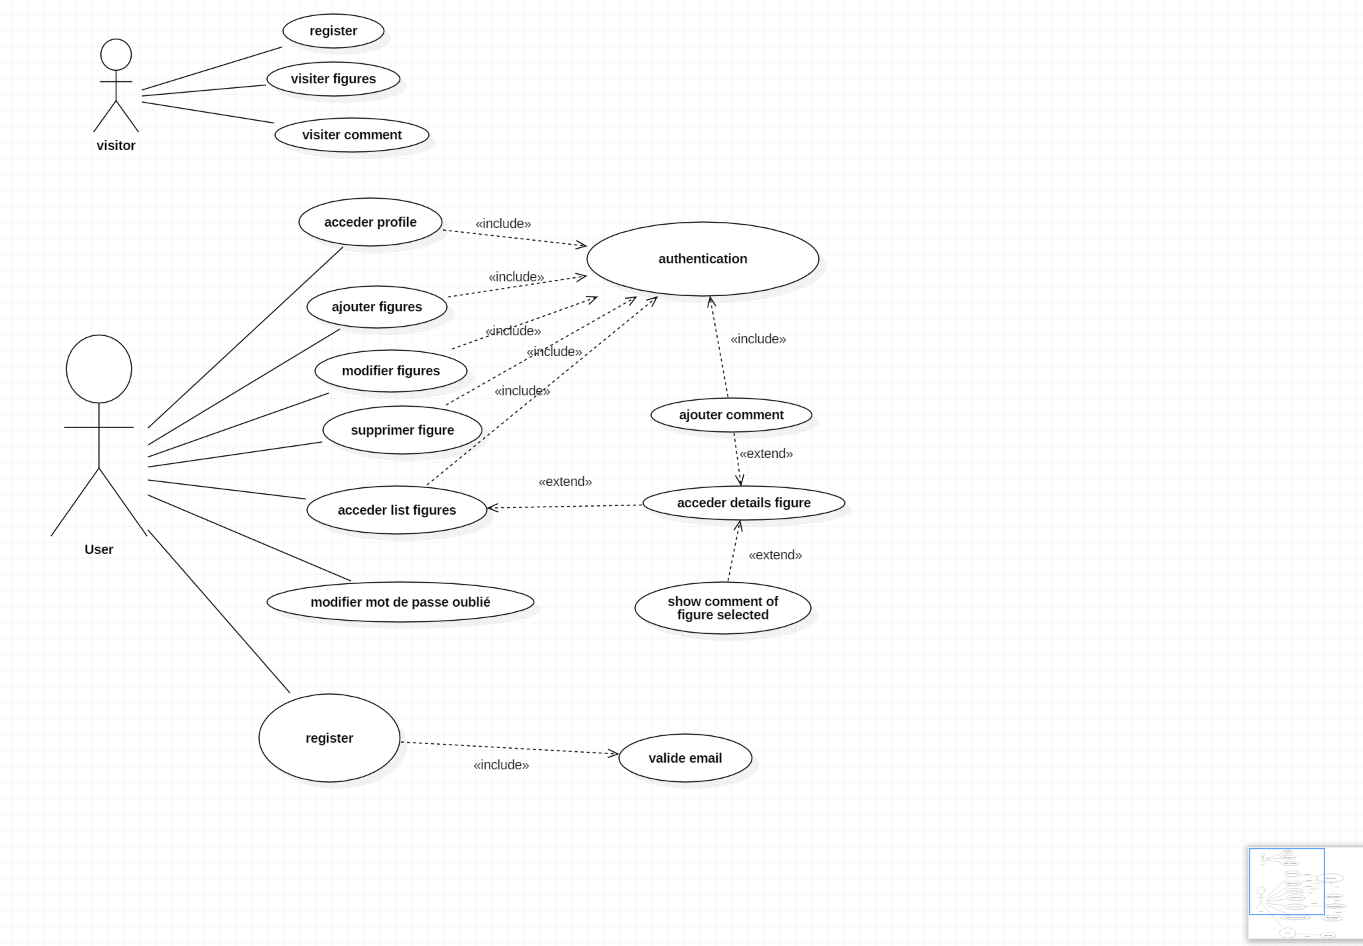 register
visiter figures
visiter comment
visitor
acceder profile
«include»
authentication
«include»
ajouter figures
«include»
«include»
«include»
modifier figures
«include»
ajouter comment
supprimer figure
«extend»
«extend»
acceder details figure
acceder list figures
User
«extend»
modifier mot de passe oublié
show comment of
figure selected
register
«include»
valide email